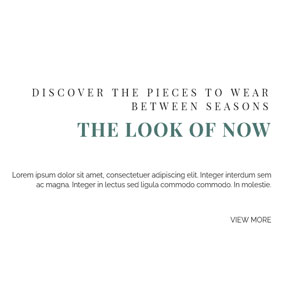 DISCOVER THE PIECES TO WEAR
BETWEEN SEASONS
THE LOOK OF NOW
Lorem ipsum dolor sit amet, consectetuer adipiscing elit. Integer interdum sem
ac magna. Integer in lectus sed ligula commodo commodo. In molestie.
VIEW MORE